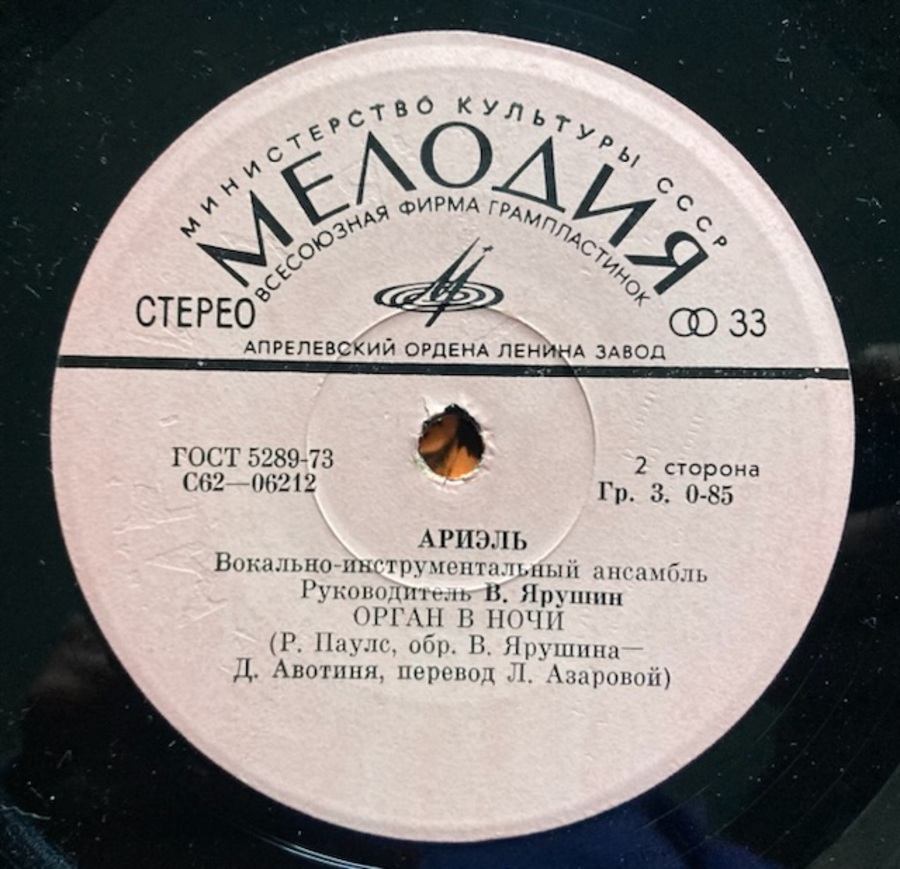 МИНИСТЕРСТВО КУЛЬТУРЫ СССР
МЕЛОДИЯ
ВСЕСОЮЗНАЯ ФИРМА ГРАМПЛАСТИНОК
СТЕРЕО
33
АПРЕЛЕВСКИЙ ОРДЕНА ЛЕНИНА ЗАВОД
ГОСТ 5289-73
С62—06212
2 сторона
Гр. 3. 0-85
АРИЭЛЬ
Вокально-инструментальный ансамбль
Руководитель В. Ярушин
ОРГАН В НОЧИ
(Р. Паулс, обр. В. Ярушина—
Д. Авотиня, перевод Л. Азаровой)